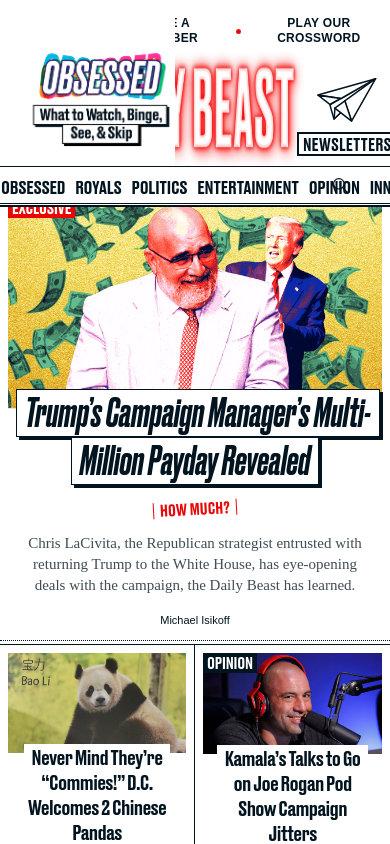 E A
BER
PLAY OUR
CROSSWORD
OBSESSED
What to Watch, Binge,
See, & Skip
Y BEAST
NEWSLETTERS
OBSESSED ROYALS POLITICS ENTERTAINMENT OPINION INN
EXCLUSIVE
Trump's Campaign Manager's Multi-
Million Payday Revealed
HOW MUCH?
Chris LaCivita, the Republican strategist entrusted with
returning Trump to the White House, has eye-opening
deals with the campaign, the Daily Beast has learned.
Michael Isikoff
宝力
Bao Li
Never Mind They're
“Commies!” D.C.
Welcomes 2 Chinese
Pandas
OPINION
Kamala's Talks to Go
on Joe Rogan Pod
Show Campaign
Jitters